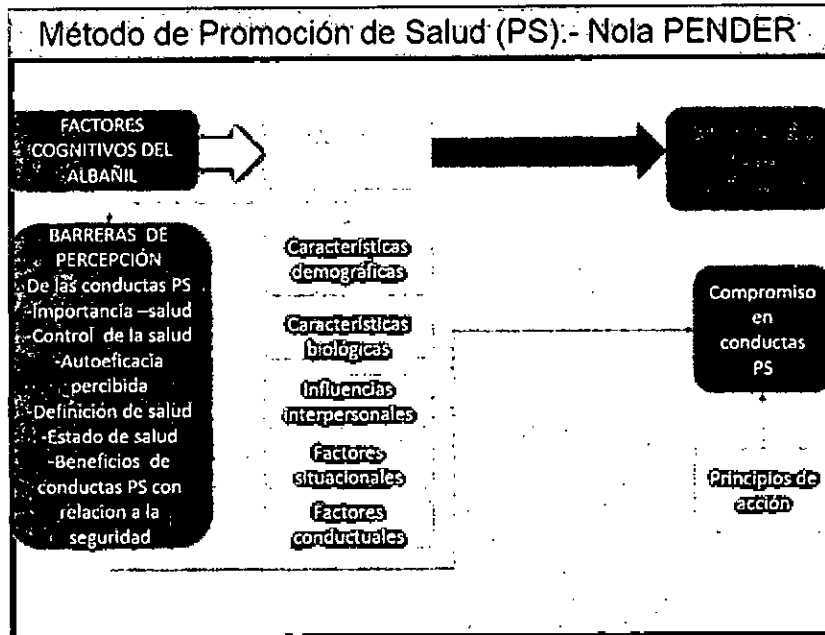 Método de Promoción de Salud (PS).- Nola PENDER
FACTORES
COGNITIVOS DEL
ALBAÑIL
BARRERAS DE
PERCEPCIÓN
De las conductas PS
-Importancia –salud
-Control de la salud
-Autoeficacia
percibida
-Definición de salud
-Estado de salud
-Beneficios de
conductas PS con
relacion a la
seguridad
Características
demográficas
Características
biológicas
Influencias
interpersonales
Factores
situacionales
Factores
conductuales
Compromiso
en
conductas
PS
Principios de
acción